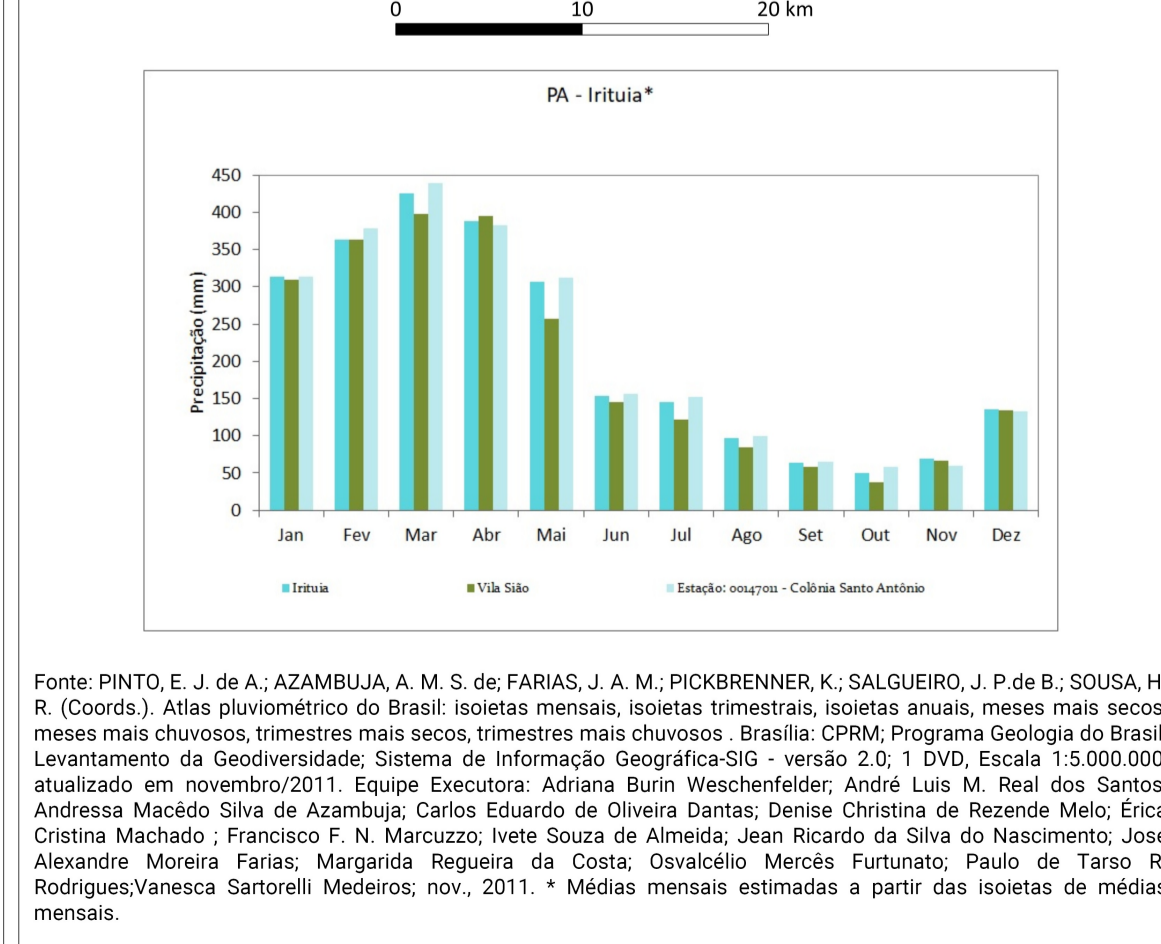 0 10 20 km
PA - Irituia*
Precipitação (mm)
450
400
350
300
250
200
150
100
50
0
Jan Fev Mar Abr Mai Jun Jul Ago Set Out Nov Dez
Irituia Vila Sião Estação: 00147011 - Colônia Santo Antônio
Fonte: PINTO, E. J. de A.; AZAMBUJA, A. M. S. de; FARIAS, J. A. M.; PICKBRENNER, K.; SALGUEIRO, J. P.de B.; SOUSA, H
R. (Coords.). Atlas pluviométrico do Brasil: isoietas mensais, isoietas trimestrais, isoietas anuais, meses mais secos
meses mais chuvosos, trimestres mais secos, trimestres mais chuvosos . Brasília: CPRM; Programa Geologia do Brasil
Levantamento da Geodiversidade; Sistema de Informação Geográfica-SIG - versão 2.0; 1 DVD, Escala 1:5.000.000
atualizado em novembro/2011. Equipe Executora: Adriana Burin Weschenfelder; André Luis M. Real dos Santos
Andressa Macêdo Silva de Azambuja; Carlos Eduardo de Oliveira Dantas; Denise Christina de Rezende Melo; Érica
Cristina Machado ; Francisco F. N. Marcuzzo; Ivete Souza de Almeida; Jean Ricardo da Silva do Nascimento; José
Alexandre Moreira Farias; Margarida Regueira da Costa; Osvalcélio Mercês Furtunato; Paulo de Tarso R
Rodrigues;Vanesca Sartorelli Medeiros; nov., 2011. * Médias mensais estimadas a partir das isoietas de médias
mensais.